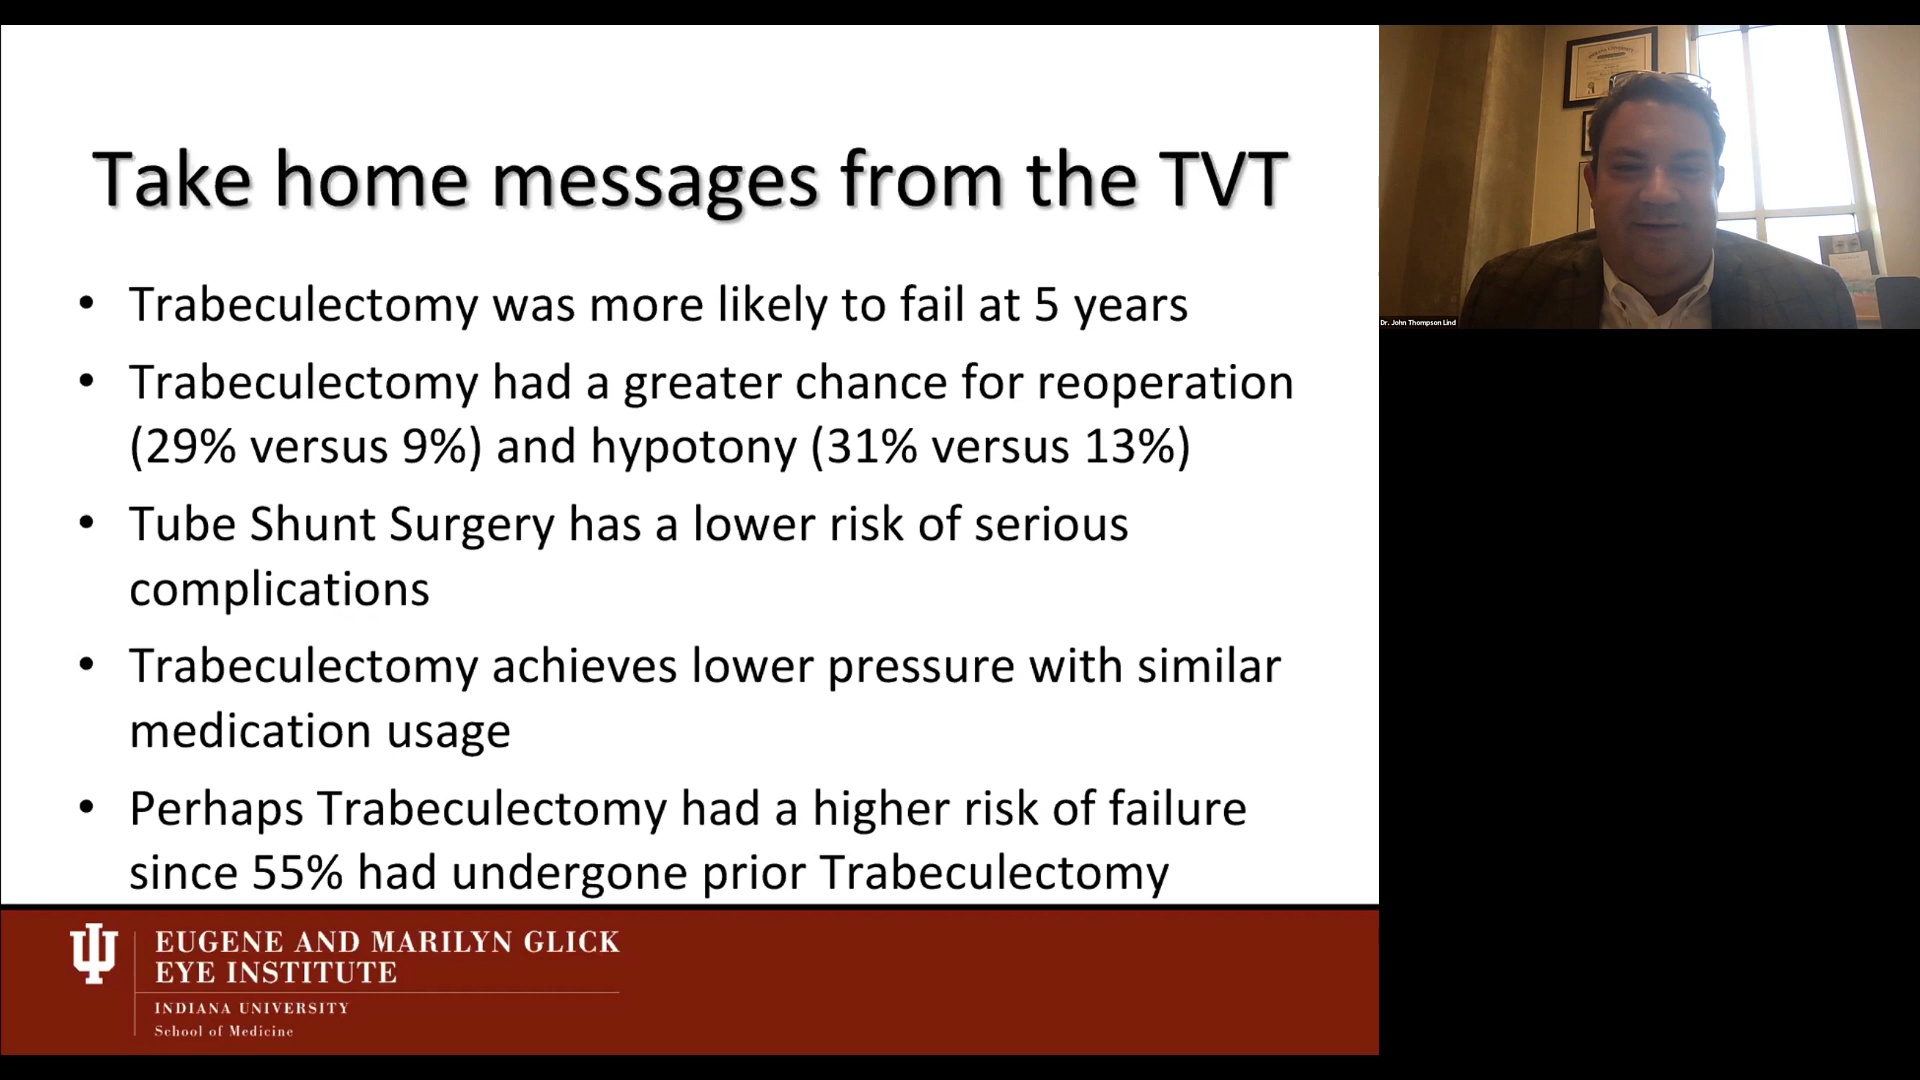 Take home messages from the TVT
• Trabeculectomy was more likely to fail at 5 years
• Trabeculectomy had a greater chance for reoperation
(29% versus 9%) and hypotony (31% versus 13%)
• Tube Shunt Surgery has a lower risk of serious
complications
• Trabeculectomy achieves lower pressure with similar
medication usage
• Perhaps Trabeculectomy had a higher risk of failure
since 55% had undergone prior Trabeculectomy
EUGENE AND MARILYN GLICK
EYE INSTITUTE
INDIANA UNIVERSITY
School of Medicine
INDIANA UNIVERSITY
Dr. John Thompson Lind